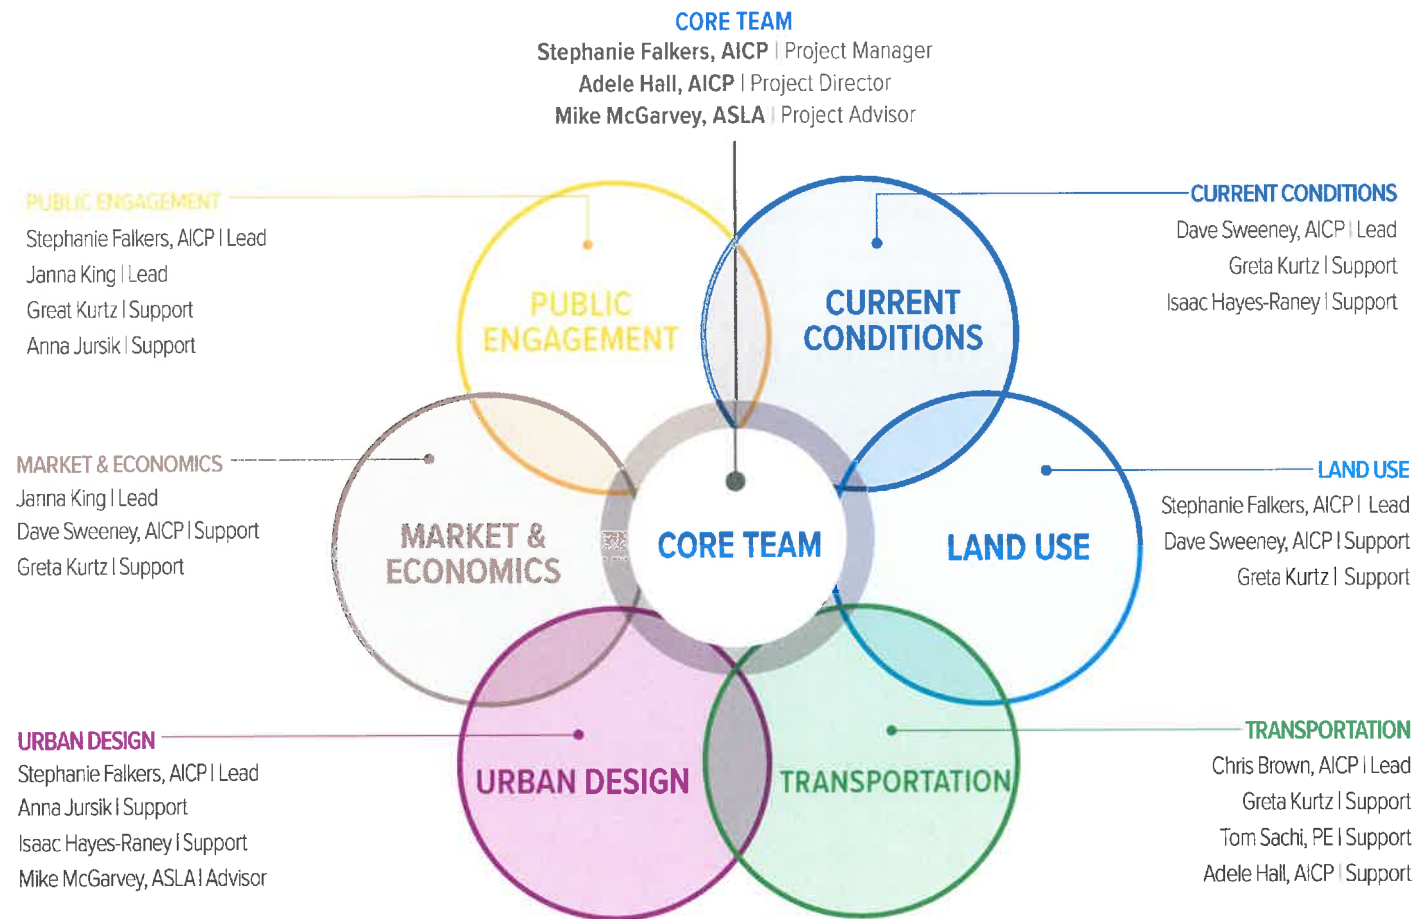 CORE TEAM
Stephanie Falkers, AICP | Project Manager
Adele Hall, AICP | Project Director
Mike McGarvey, ASLA | Project Advisor
PUBLIC ENGAGEMENT
Stephanie Falkers, AICP | Lead
Janna King | Lead
Great Kurtz | Support
Anna Jursik | Support
CURRENT CONDITIONS
Dave Sweeney, AICP | Lead
Greta Kurtz | Support
Isaac Hayes-Raney | Support
PUBLIC
ENGAGEMENT
CURRENT
CONDITIONS
MARKET & ECONOMICS
Janna King | Lead
Dave Sweeney, AICP | Support
Greta Kurtz | Support
LAND USE
Stephanie Falkers, AICP | Lead
Dave Sweeney, AICP | Support
Greta Kurtz | Support
MARKET &
ECONOMICS
CORE TEAM
LAND USE
URBAN DESIGN
Stephanie Falkers, AICP | Lead
Anna Jursik | Support
Isaac Hayes-Raney | Support
Mike McGarvey, ASLA | Advisor
TRANSPORTATION
Chris Brown, AICP | Lead
Greta Kurtz | Support
Tom Sachi, PE | Support
Adele Hall, AICP | Support
URBAN DESIGN
TRANSPORTATION